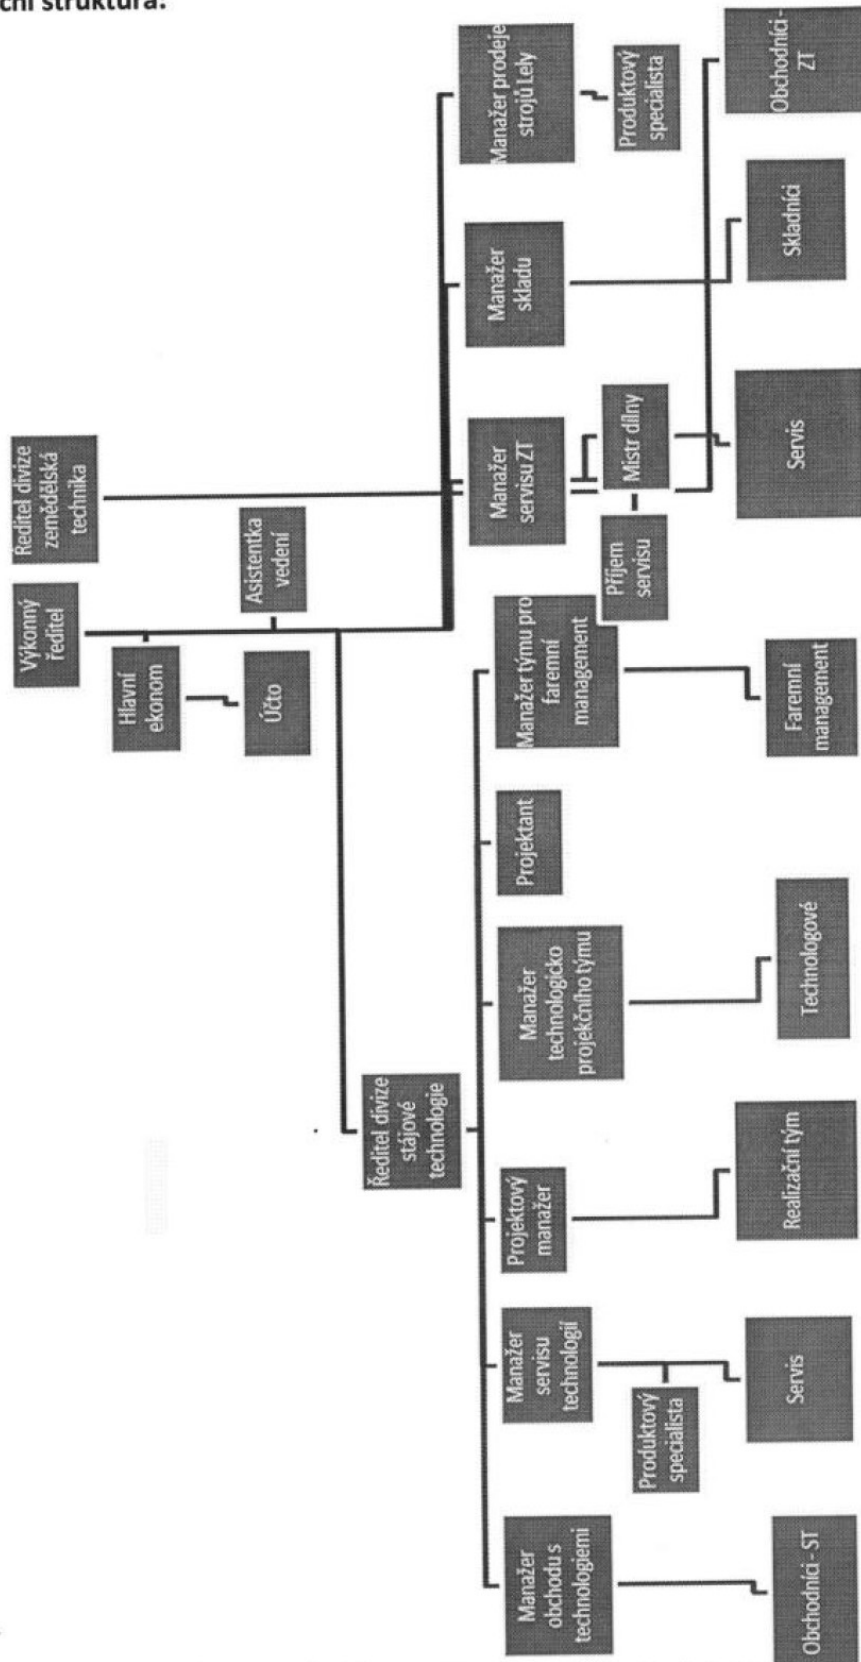 ční struktura:
Výkonný
ředitel
Ředitel divize
zemědělská
technika
Hlavní
ekonom
Účto
Asistentka
vedení
Ředitel divize
stájové
technologie
Manažer
obchodu s
technologiemi
Manažer
servisu
technologií
Projektový
manažer
Manažer
technologicko
projekčního týmu
Projektant
Manažer týmu pro
faremní
management
Manažer
servisu ZT
Manažer
skladu
Manažer prodeje
strojů Lely
Produktový
specialista
Příjem
servisu
Mistr dílny
Produktový
specialista
Obchodníci - ST
Servis
Realizační tým
Technologové
Faremní
management
Servis
Skladníci
Obchodníci -
ZT